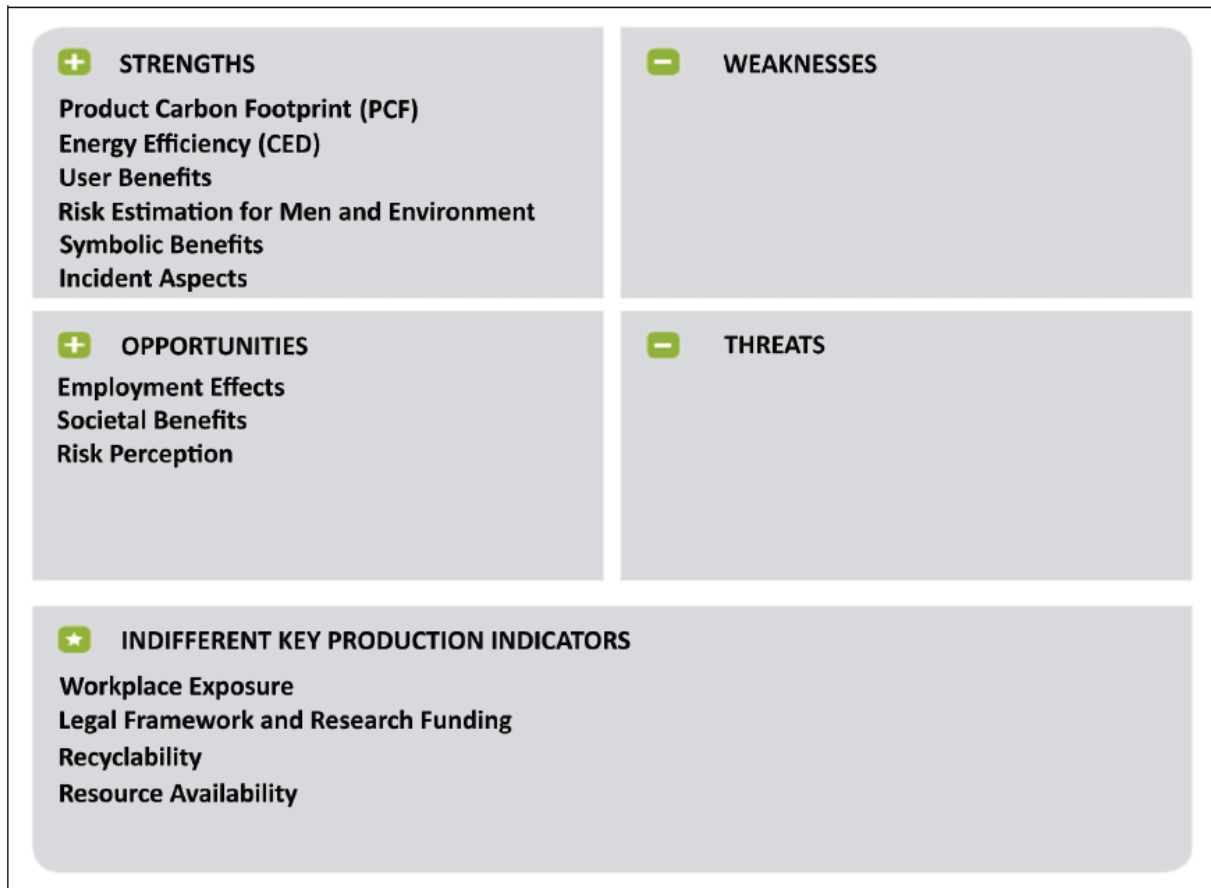 STRENGTHS
Product Carbon Footprint (PCF)
Energy Efficiency (CED)
User Benefits
Risk Estimation for Men and Environment
Symbolic Benefits
Incident Aspects
WEAKNESSES
OPPORTUNITIES
Employment Effects
Societal Benefits
Risk Perception
THREATS
INDIFFERENT KEY PRODUCTION INDICATORS
Workplace Exposure
Legal Framework and Research Funding
Recyclability
Resource Availability